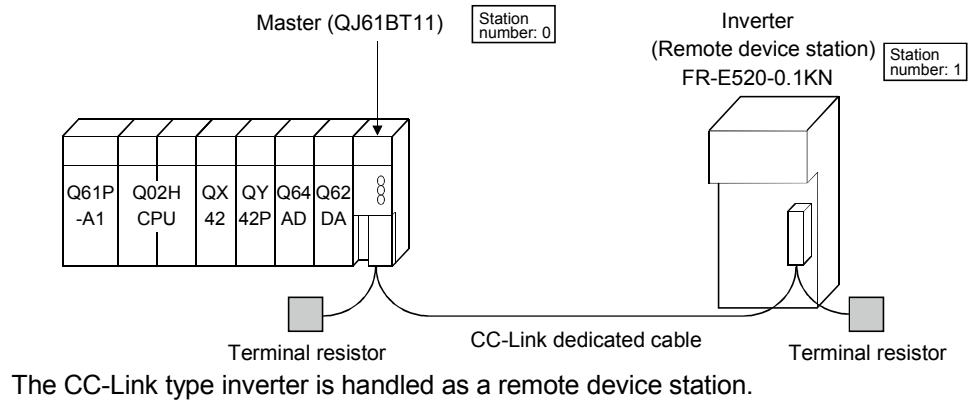 Master (QJ61BT11)
Station
number: 0
Inverter
(Remote device station)
FR-E520-0.1KN
Station
number: 1
Q61P
-A1
Q02H
CPU
QX
42
QY
42P
Q64
AD
Q62
DA
Terminal resistor
CC-Link dedicated cable
Terminal resistor
The CC-Link type inverter is handled as a remote device station.